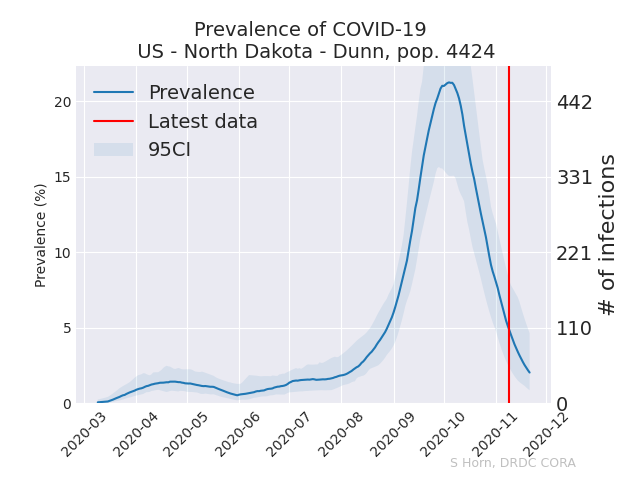 Prevalence of COVID-19
US - North Dakota - Dunn, pop. 4424
Prevalence
Latest data
95CI
Prevalence (%)
20
15
10
5
0
442
331
221
110
0
# of infections
2020-03
2020-04
2020-05
2020-06
2020-07
2020-08
2020-09
2020-10
2020-11
2020-12
S Horn, DRDC CORA